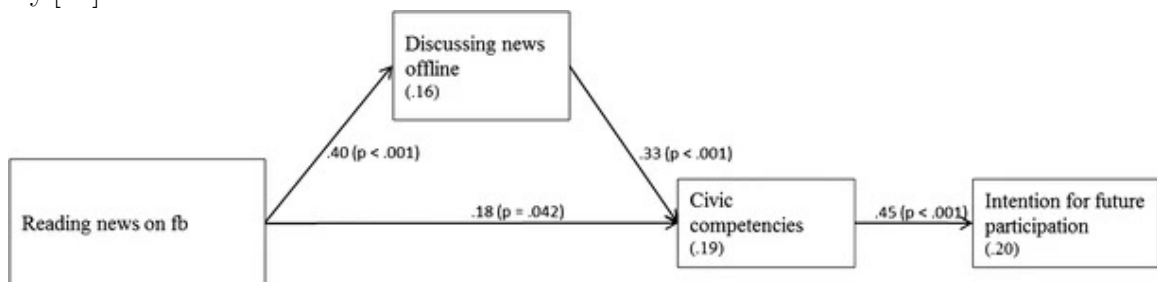 Discussing news
offline
(.16)
.40 (p < .001)
.33 (p < .001)
Reading news on fb
.18 (p = .042)
Civic
competencies
(.19)
.45 (p < .001)
Intention for future
participation
(.20)